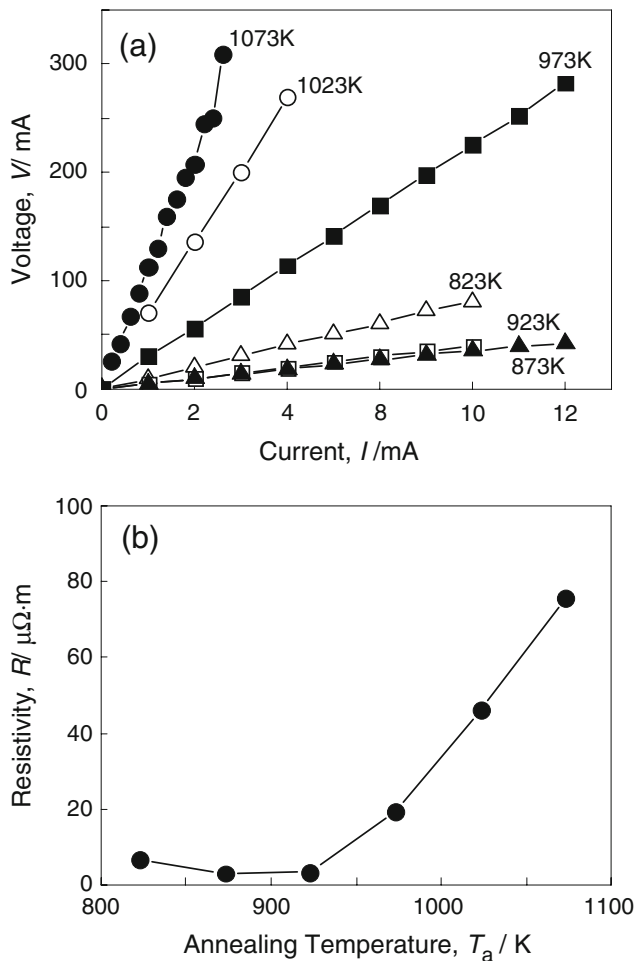 (a)
1073K
1023K
973K
823K
923K
873K
300
200
100
0
0 2 4 6 8 10 12
Voltage, V/ mA
Current, I /mA
(b)
100
80
60
40
20
0
800 900 1000 1100
Resistivity, R/ μΩ·m
Annealing Temperature, Ta / K